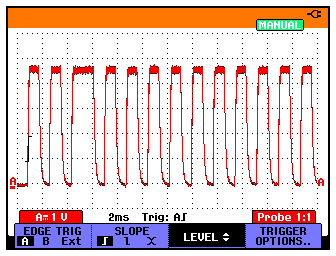 MANUAL
A
A
A= 1 V 2ms Trig: A Probe 1:1
EDGE TRIG SLOPE LEVEL TRIGGER
A B Ext X OPTIONS..